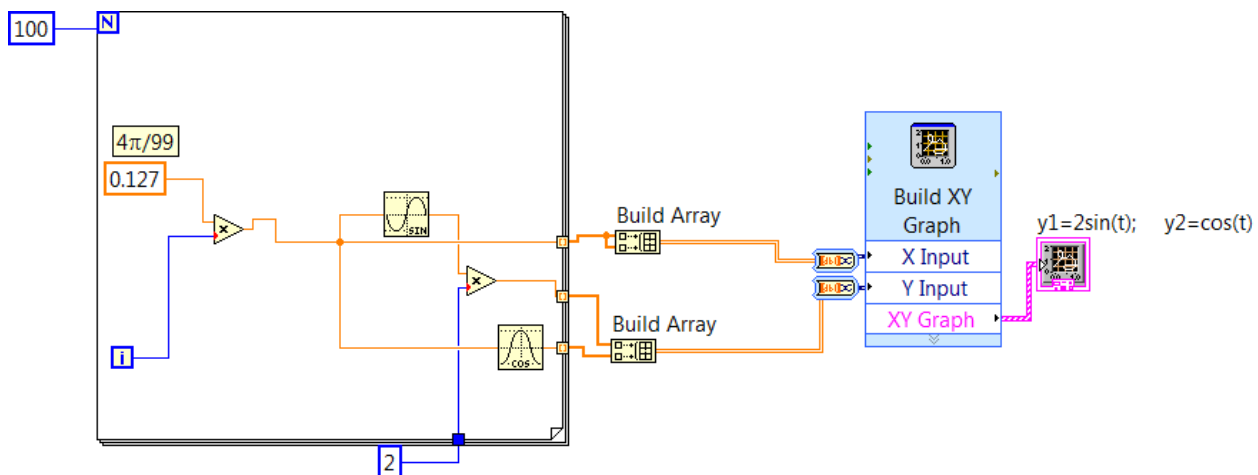 100
N
4π/99
0.127
SIN
Build Array
Build XY
Graph
y1=2sin(t); y2=cos(t)
X Input
Y Input
XY Graph
Build Array
i
COS
2